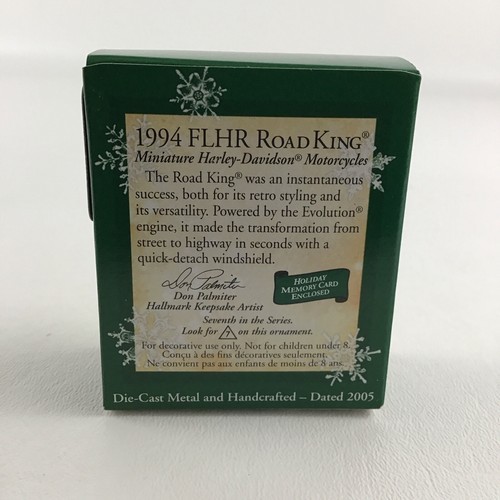 1994 FLHR ROAD KING®
Miniature Harley-Davidson® Motorcycles
The Road King® was an instantaneous
success, both for its retro styling and
its versatility. Powered by the Evolution®
engine, it made the transformation from
street to highway in seconds with a
quick-detach windshield.
Don Palmiter
Don Palmiter
Hallmark Keepsake Artist
HOLIDAY
MEMORY CARD
ENCLOSED
Seventh in the Series.
Look for 7 on this ornament.
For decorative use only. Not for children under 8.
Conçu à des fins décoratives seulement.
Ne convient pas aux enfants de moins de 8 ans.
Die-Cast Metal and Handcrafted – Dated 2005